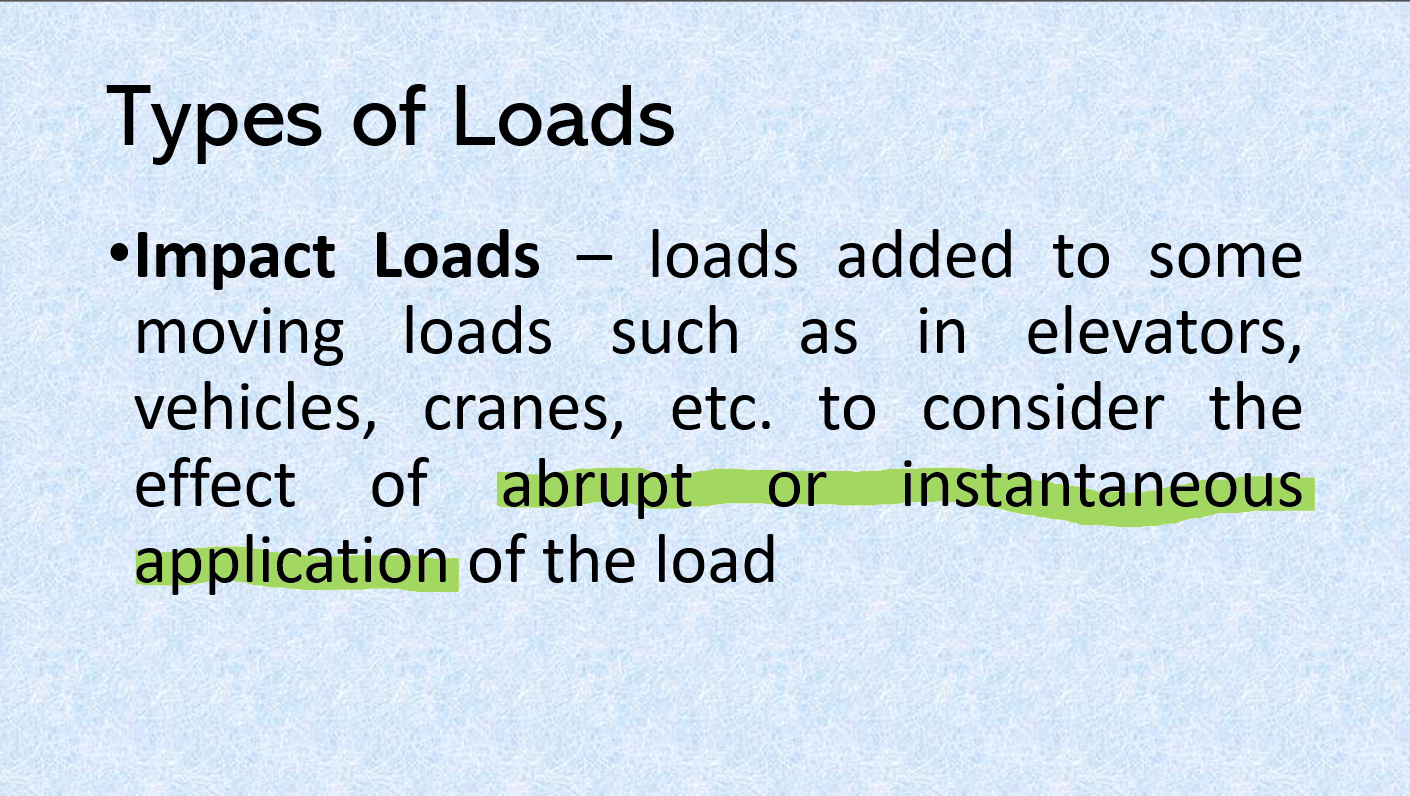 Types of Loads
•Impact Loads – loads added to some
moving loads such as in elevators,
vehicles, cranes, etc. to consider the
effect of abrupt or instantaneous
application of the load